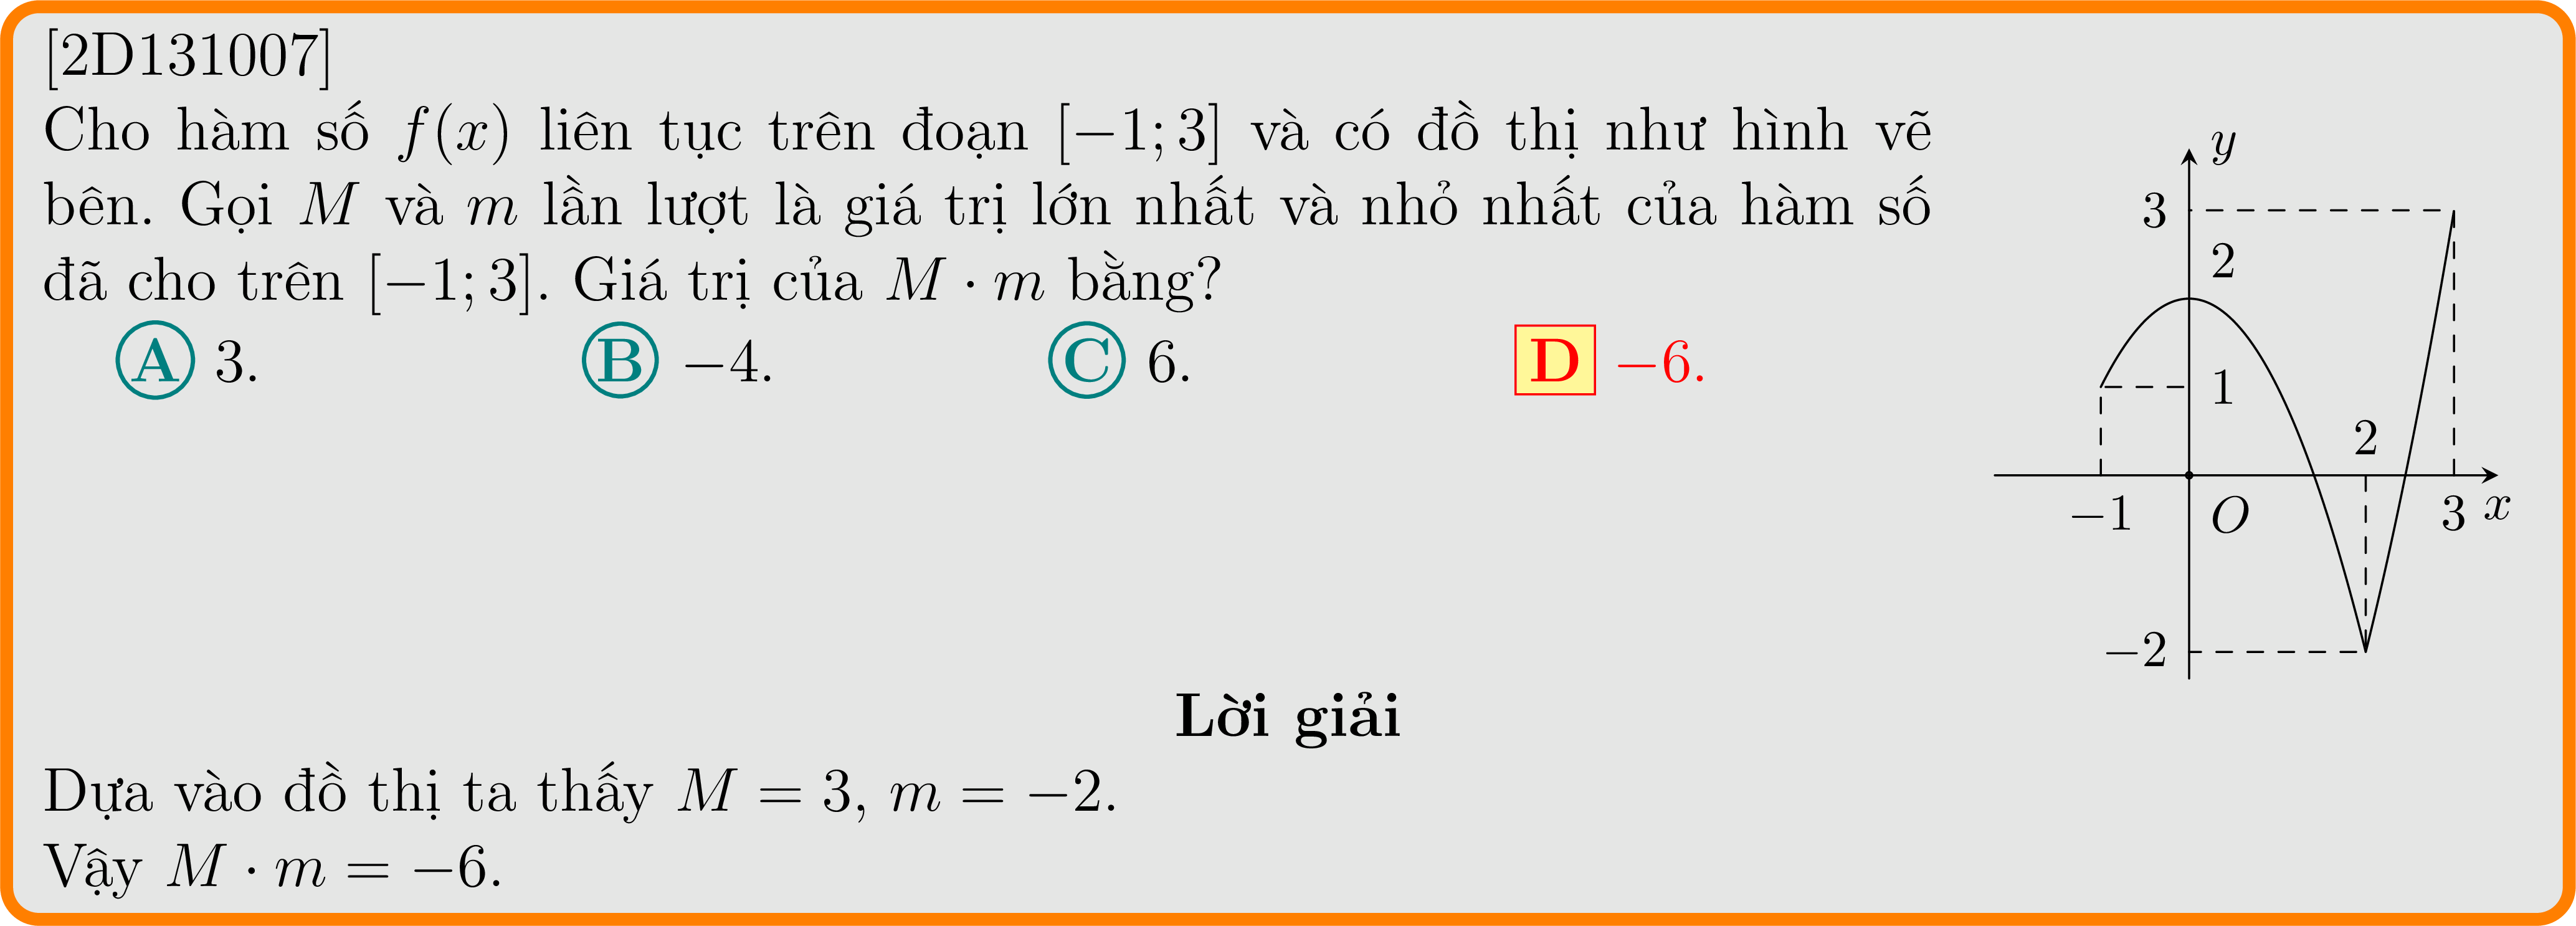 [2D131007]
Cho hàm số f(x) liên tục trên đoạn [−1; 3] và có đồ thị như hình vẽ
bên. Gọi M và m lần lượt là giá trị lớn nhất và nhỏ nhất của hàm số
đã cho trên [−1; 3]. Giá trị của M · m bằng?
A 3. B −4. C 6. D −6.
y
3
2
1
2
−1 O 3 x
−2
Lời giải
Dựa vào đồ thị ta thấy M = 3, m = −2.
Vậy M · m = −6.